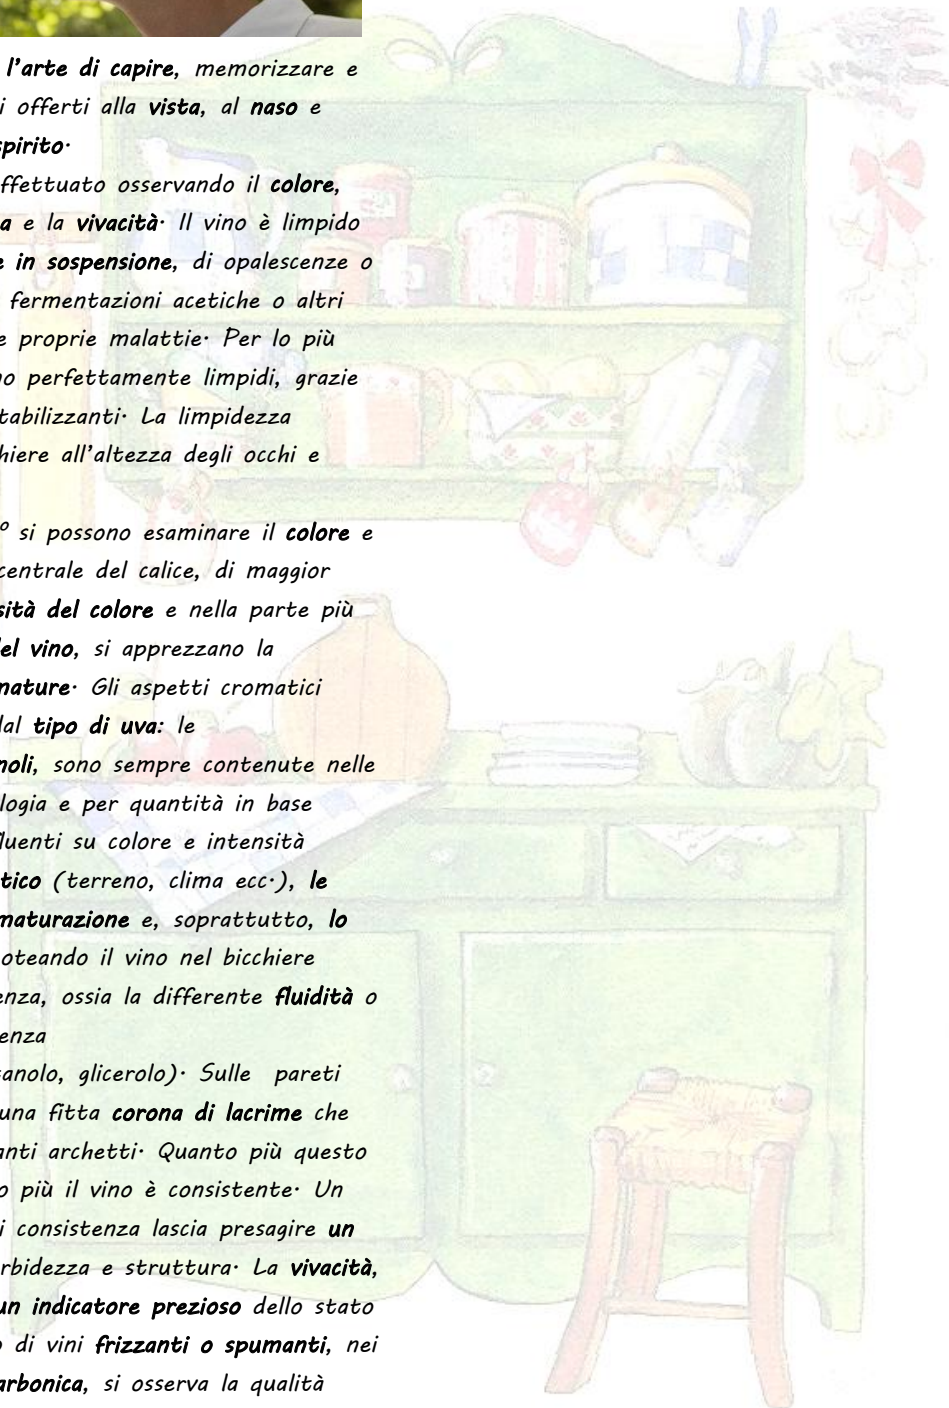 l’arte di capire, memorizzare e
i offerti alla vista, al naso e
spirito·
ffettuato osservando il colore,
a e la vivacità· Il vino è limpido
e in sospensione, di opalescenze o
fermentazioni acetiche o altri
e proprie malattie· Per lo più
no perfettamente limpidi, grazie
tabilizzanti· La limpidezza
hiere all’altezza degli occhi e
° si possono esaminare il colore e
centrale del calice, di maggior
sità del colore e nella parte più
del vino, si apprezzano la
nature· Gli aspetti cromatici
dal tipo di uva: le
noli, sono sempre contenute nelle
logia e per quantità in base
fluenti su colore e intensità
tico (terreno, clima ecc·), le
maturazione e, soprattutto, lo
oteando il vino nel bicchiere
enza, ossia la differente fluidità o
enza
tanolo, glicerolo)· Sulle pareti
una fitta corona di lacrime che
anti archetti· Quanto più questo
o più il vino è consistente· Un
i consistenza lascia presagire un
rbidezza e struttura· La vivacità,
un indicatore prezioso dello stato
o di vini frizzanti o spumanti, nei
arbonica, si osserva la qualità